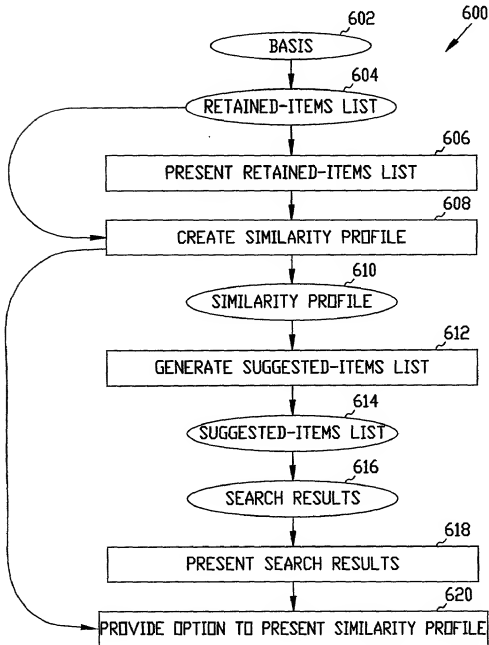 600
602
BASIS
604
RETAINED-ITEMS LIST
606
PRESENT RETAINED-ITEMS LIST
608
CREATE SIMILARITY PROFILE
610
SIMILARITY PROFILE
612
GENERATE SUGGESTED-ITEMS LIST
614
SUGGESTED-ITEMS LIST
616
SEARCH RESULTS
618
PRESENT SEARCH RESULTS
620
PROVIDE OPTION TO PRESENT SIMILARITY PROFILE